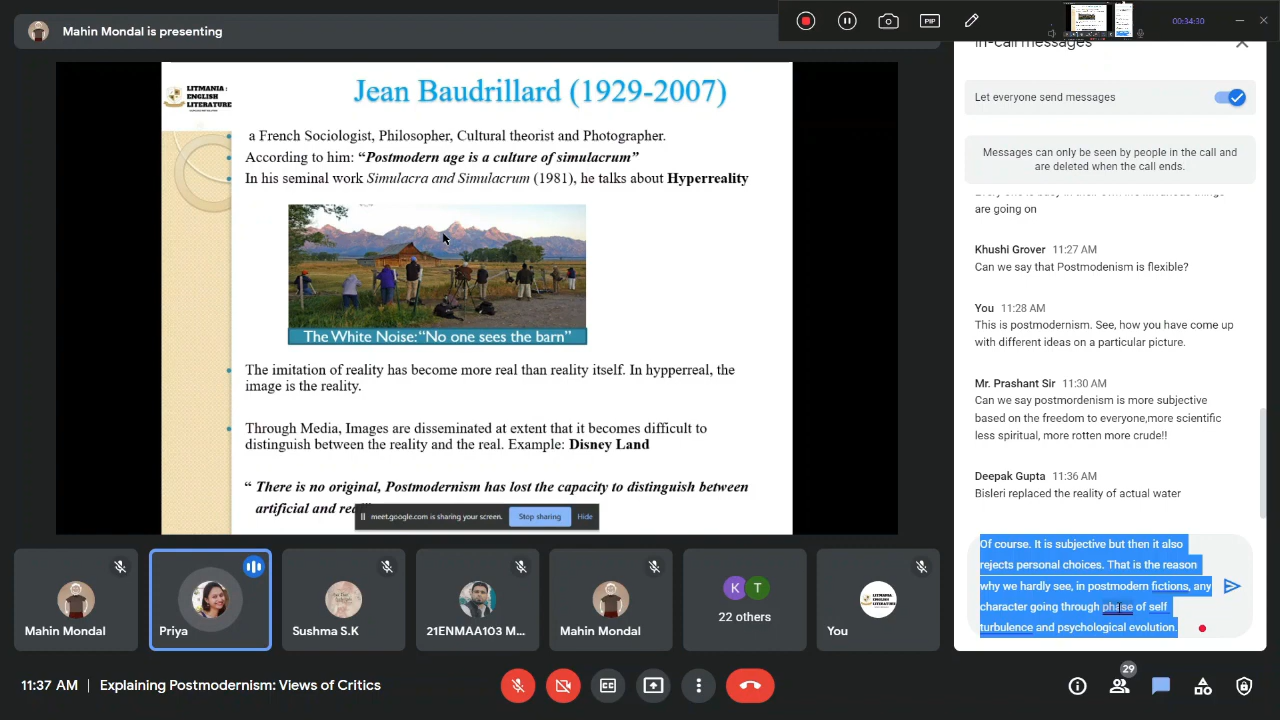 Mahin Mondal is presenting
PIP
00:34:30
LITMANIA :
ENGLISH
LITERATURE
Jean Baudrillard (1929-2007)
a French Sociologist, Philosopher, Cultural theorist and Photographer.
According to him: “Postmodern age is a culture of simulacrum”
In his seminal work Simulacra and Simulacrum (1981), he talks about Hyperreality
The White Noise: “No one sees the barn”
The imitation of reality has become more real than reality itself. In hypperreal, the
image is the reality.
Through Media, Images are disseminated at extent that it becomes difficult to
distinguish between the reality and the real. Example: Disney Land
“ There is no original, Postmodernism has lost the capacity to distinguish between
artificial and
meet.google.com is sharing your screen.
Stop sharing
Hide
In-call messages
Let everyone send messages
Messages can only be seen by people in the call and
are deleted when the call ends.
are going on
Khushi Grover 11:27 AM
Can we say that Postmodenism is flexible?
You 11:28 AM
This is postmodernism. See, how you have come up
with different ideas on a particular picture.
Mr. Prashant Sir 11:30 AM
Can we say postmordenism is more subjective
based on the freedom to everyone,more scientific
less spiritual, more rotten more crude!!
Deepak Gupta 11:36 AM
Bisleri replaced the reality of actual water
Of course. It is subjective but then it also
rejects personal choices. That is the reason
why we hardly see, in postmodern fictions, any
character going through phase of self
turbulence and psychological evolution.
Mahin Mondal
Priya
Sushma S.K
21ENMAA103 M...
Mahin Mondal
K T
22 others
You
11:37 AM | Explaining Postmodernism: Views of Critics
29